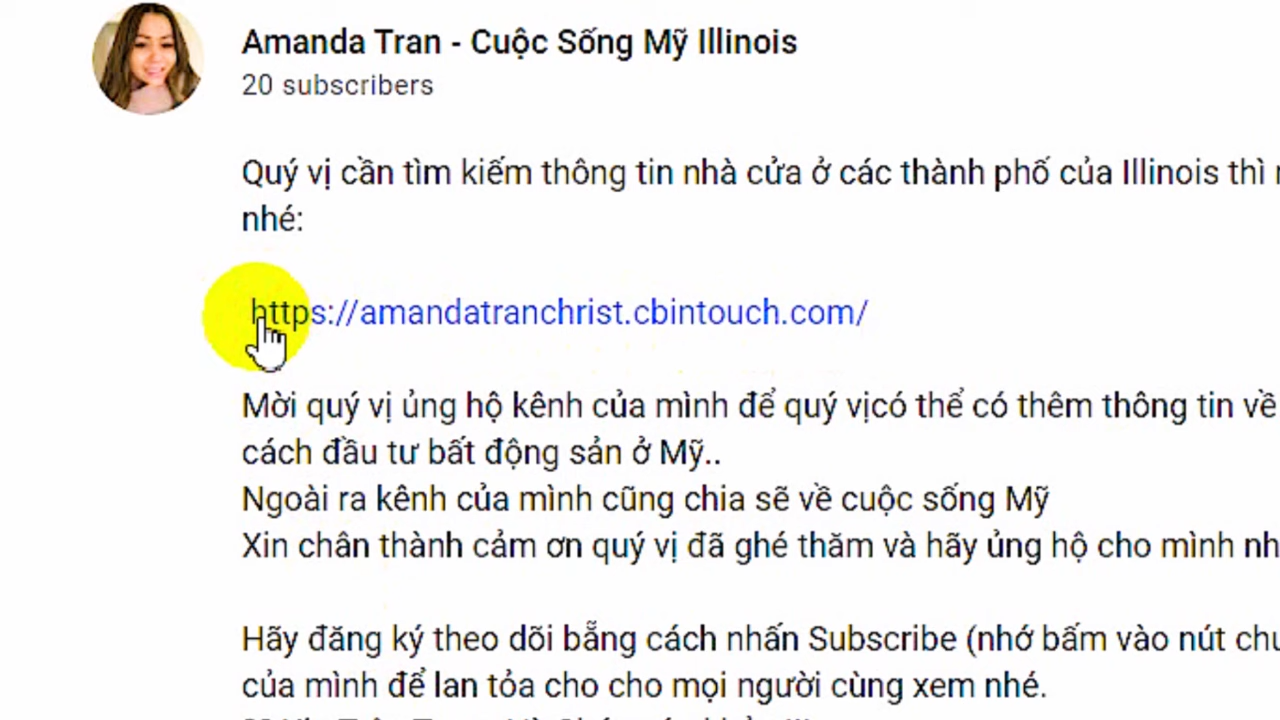 Amanda Tran - Cuộc Sống Mỹ Illinois
20 subscribers
Quý vị cần tìm kiếm thông tin nhà cửa ở các thành phố của Illinois thì
nhé:
https://amandatranchrist.cbintouch.com/
Mời quý vị ủng hộ kênh của mình để quý vịcó thể có thêm thông tin về
cách đầu tư bất động sản ở Mỹ..
Ngoài ra kênh của mình cũng chia sẽ về cuộc sống Mỹ
Xin chân thành cảm ơn quý vị đã ghé thăm và hãy ủng hộ cho mình
Hãy đăng ký theo dõi bằng cách nhấn Subscribe (nhớ bấm vào nút
của mình để lan tỏa cho cho mọi người cùng xem nhé.